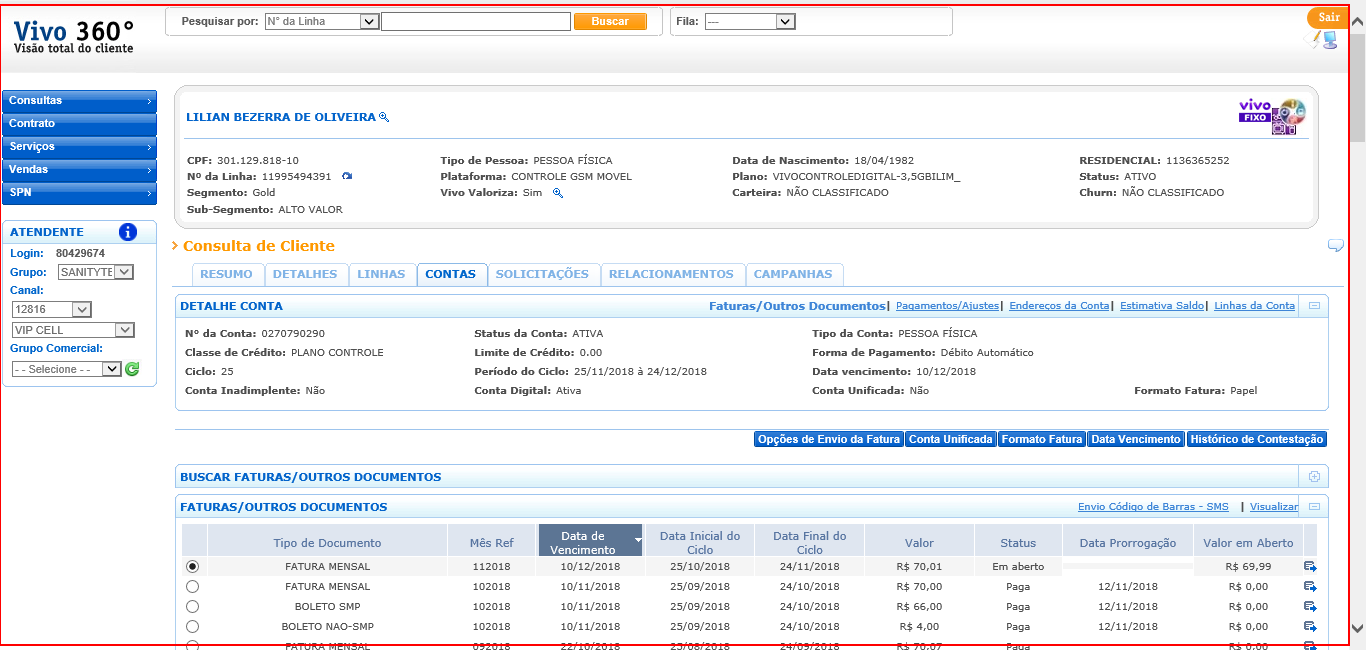 Vivo 360°
Visão total do cliente
Pesquisar por: N° da Linha Buscar Fila: --- Sair
Consultas
Contrato
Serviços
Vendas
SPN
ATENDENTE
Login: 80429674
Grupo: SANITYTE
Canal:
12816
VIP CELL
Grupo Comercial:
- - Selecione - -
LILIAN BEZERRA DE OLIVEIRA
vivo
FIXO
CPF: 301.129.818-10 Tipo de Pessoa: PESSOA FÍSICA Data de Nascimento: 18/04/1982 RESIDENCIAL: 1136365252
Nº da Linha: 11995494391 Plataforma: CONTROLE GSM MOVEL Plano: VIVOCONTROLEDIGITAL-3,5GBILIM_ Status: ATIVO
Segmento: Gold Vivo Valoriza: Sim Carteira: NÃO CLASSIFICADO Churn: NÃO CLASSIFICADO
Sub-Segmento: ALTO VALOR
Consulta de Cliente
RESUMO DETALHES LINHAS CONTAS SOLICITAÇÕES RELACIONAMENTOS CAMPANHAS
DETALHE CONTA Faturas/Outros Documentos| Pagamentos/Ajustes| Endereços da Conta| Estimativa Saldo| Linhas da Conta
Nº da Conta: 0270790290 Status da Conta: ATIVA Tipo da Conta: PESSOA FÍSICA
Classe de Crédito: PLANO CONTROLE Limite de Crédito: 0.00 Forma de Pagamento: Débito Automático
Ciclo: 25 Período do Ciclo: 25/11/2018 à 24/12/2018 Data vencimento: 10/12/2018
Conta Inadimplente: Não Conta Digital: Ativa Conta Unificada: Não Formato Fatura: Papel
Opções de Envio da Fatura Conta Unificada Formato Fatura Data Vencimento Histórico de Contestação
BUSCAR FATURAS/OUTROS DOCUMENTOS
FATURAS/OUTROS DOCUMENTOS Envio Código de Barras - SMS | Visualizar
Tipo de Documento Mês Ref Data de Vencimento Data Inicial do Ciclo Data Final do Ciclo Valor Status Data Prorrogação Valor em Aberto
FATURA MENSAL 112018 10/12/2018 25/10/2018 24/11/2018 R$ 70,01 Em aberto R$ 69,99
FATURA MENSAL 102018 10/11/2018 25/09/2018 24/10/2018 R$ 70,00 Paga 12/11/2018 R$ 0,00
BOLETO SMP 102018 10/11/2018 25/09/2018 24/10/2018 R$ 66,00 Paga 12/11/2018 R$ 0,00
BOLETO NAO-SMP 102018 10/11/2018 25/09/2018 24/10/2018 R$ 4,00 Paga 12/11/2018 R$ 0,00
FATURA MENSAL 092018 22/10/2018 25/08/2018 24/09/2018 R$ 70,07 Paga R$ 0,00